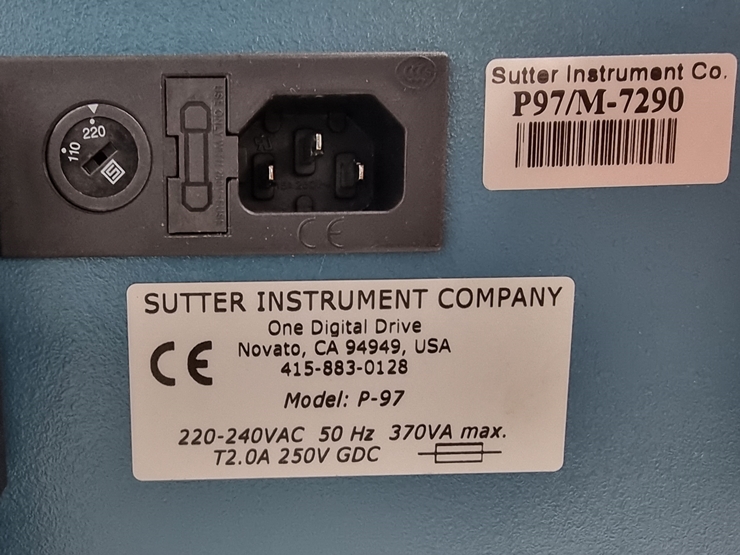 110
220
Sutter Instrument Co.
P97/M-7290
SUTTER INSTRUMENT COMPANY
One Digital Drive
Novato, CA 94949, USA
415-883-0128
CE
Model: P-97
220-240VAC 50 Hz 370VA max.
T2.0A 250V GDC
CE